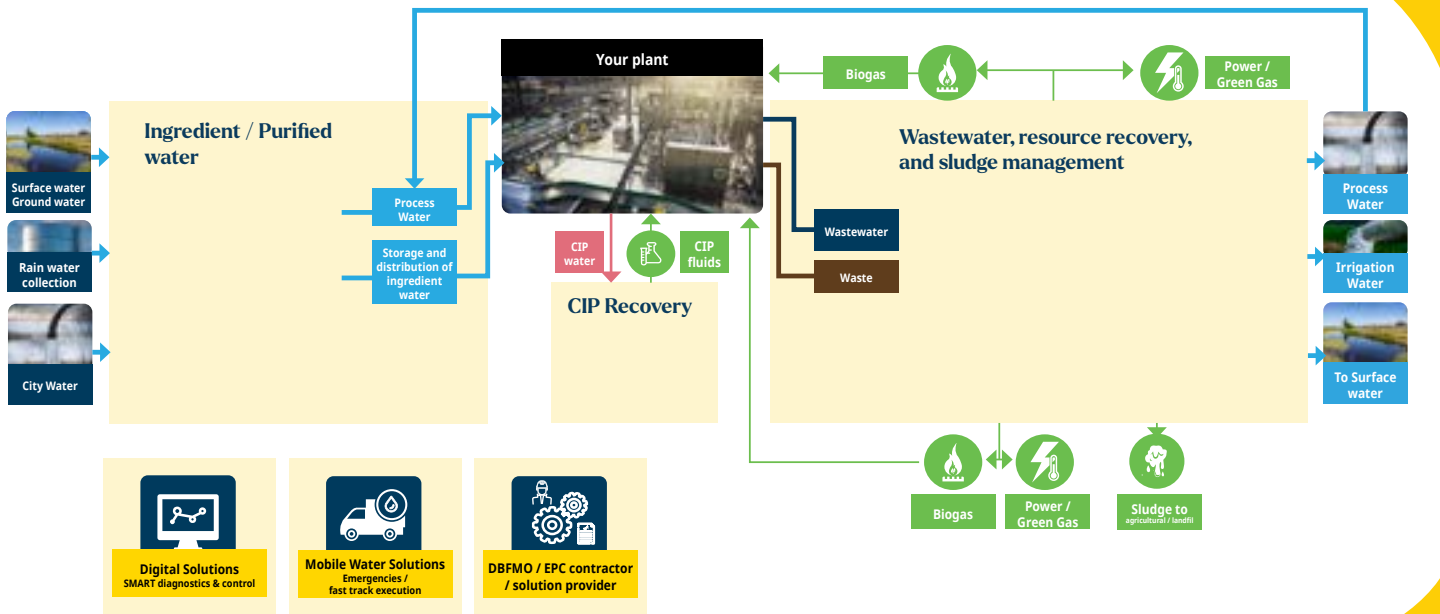 Your plant
Biogas
Power /
Green Gas
Ingredient / Purified
water
Wastewater, resource recovery,
and sludge management
Surface water
Ground water
Process
Water
Process
Water
Rain water
collection
Storage and
distribution of
ingredient
water
CIP
water
CIP
fluids
Wastewater
Waste
Irrigation
Water
CIP Recovery
City Water
To Surface
water
Biogas
Power /
Green Gas
Sludge to
agricultural / landfil
Digital Solutions
SMART diagnostics & control
Mobile Water Solutions
Emergencies /
fast track execution
DBFMO / EPC contractor
/ solution provider